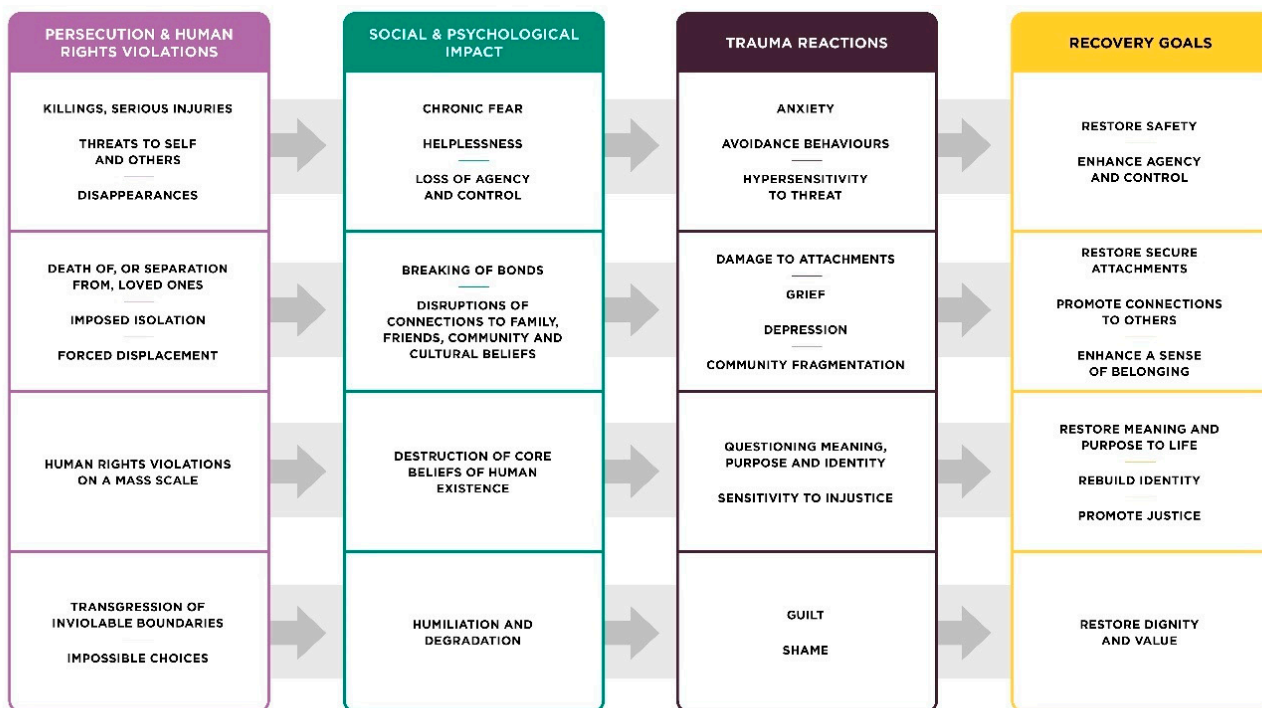 PERSECUTION & HUMAN
RIGHTS VIOLATIONS
KILLINGS, SERIOUS INJURIES
THREATS TO SELF
AND OTHERS
DISAPPEARANCES
DEATH OF, OR SEPARATION
FROM, LOVED ONES
IMPOSED ISOLATION
FORCED DISPLACEMENT
HUMAN RIGHTS VIOLATIONS
ON A MASS SCALE
TRANSGRESSION OF
INVIOLABLE BOUNDARIES
IMPOSSIBLE CHOICES
SOCIAL & PSYCHOLOGICAL
IMPACT
CHRONIC FEAR
HELPLESSNESS
LOSS OF AGENCY
AND CONTROL
BREAKING OF BONDS
DISRUPTIONS OF
CONNECTIONS TO FAMILY,
FRIENDS, COMMUNITY AND
CULTURAL BELIEFS
DESTRUCTION OF CORE
BELIEFS OF HUMAN
EXISTENCE
HUMILIATION AND
DEGRADATION
TRAUMA REACTIONS
ANXIETY
AVOIDANCE BEHAVIOURS
HYPERSENSITIVITY
TO THREAT
DAMAGE TO ATTACHMENTS
GRIEF
DEPRESSION
COMMUNITY FRAGMENTATION
QUESTIONING MEANING,
PURPOSE AND IDENTITY
SENSITIVITY TO INJUSTICE
GUILT
SHAME
RECOVERY GOALS
RESTORE SAFETY
ENHANCE AGENCY
AND CONTROL
RESTORE SECURE
ATTACHMENTS
PROMOTE CONNECTIONS
TO OTHERS
ENHANCE A SENSE
OF BELONGING
RESTORE MEANING AND
PURPOSE TO LIFE
REBUILD IDENTITY
PROMOTE JUSTICE
RESTORE DIGNITY
AND VALUE